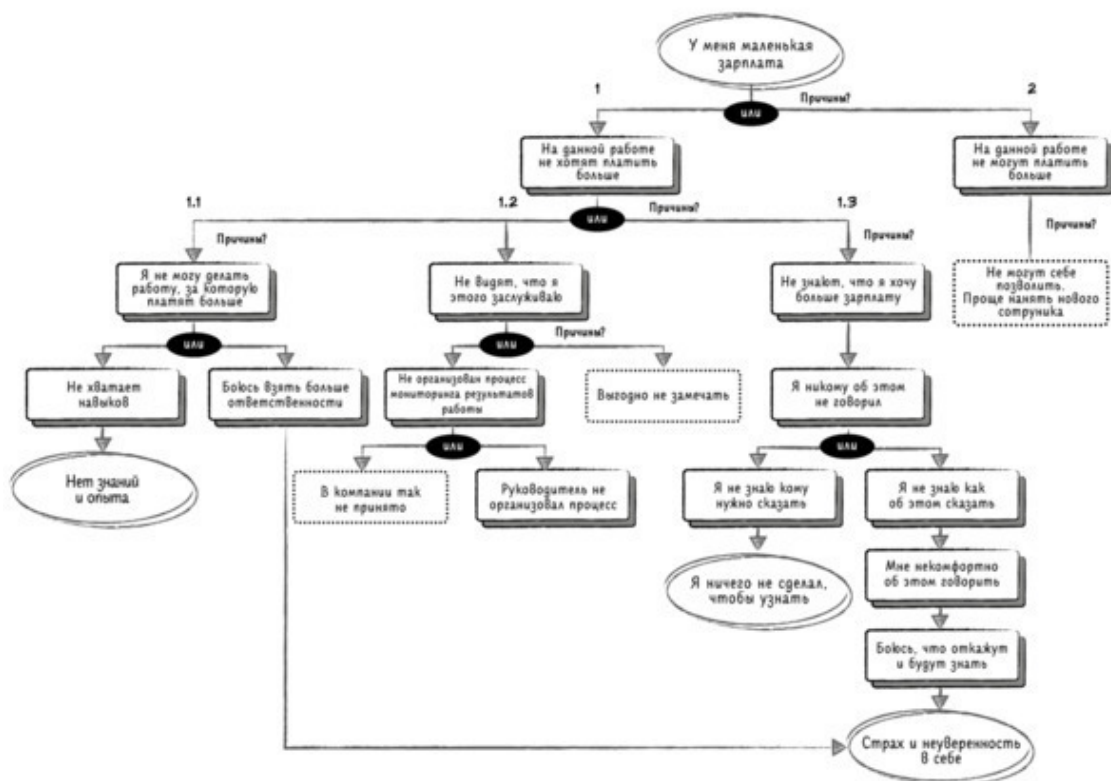 У меня маленькая
зарплата
1
Причины?
2
или
На данной работе
не хотят платить
больше
На данной работе
не могут платить
больше
1.1
1.2
или
Причины?
1.3
Причины?
Причины?
Я не могу делать
работу, за которую
платят больше
Не видят, что я
этого заслуживаю
Не знают, что я хочу
больше зарплату
Не могут себе
позволить.
Проще нанять нового
сотруника
или
или
Причины?
Не хватает
навыков
Боюсь взять больше
ответственности
Не организован процесс
мониторинга результатов
работы
Выгодно не замечать
Я никому об этом
не говорил
или
или
Нет знаний
и опыта
В компании так
не принято
Руководитель не
организовал процесс
Я не знаю кому
нужно сказать
Я не знаю как
об этом сказать
Я ничего не сделал,
чтобы узнать
Мне некомфортно
об этом говорить
Боюсь, что откажут
и будут знать
Страх и неуверенность
в себе